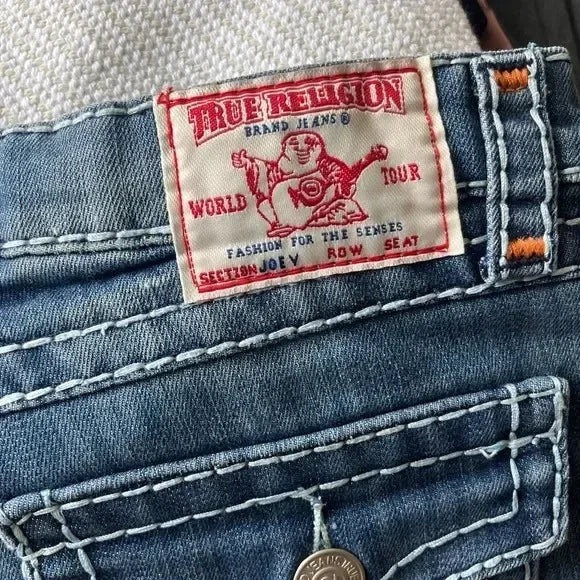 TRUE RELIGION
BRAND JEANS ®
WORLD TOUR
FASHION FOR THE SENSES
SECTION JOEY ROW SEAT